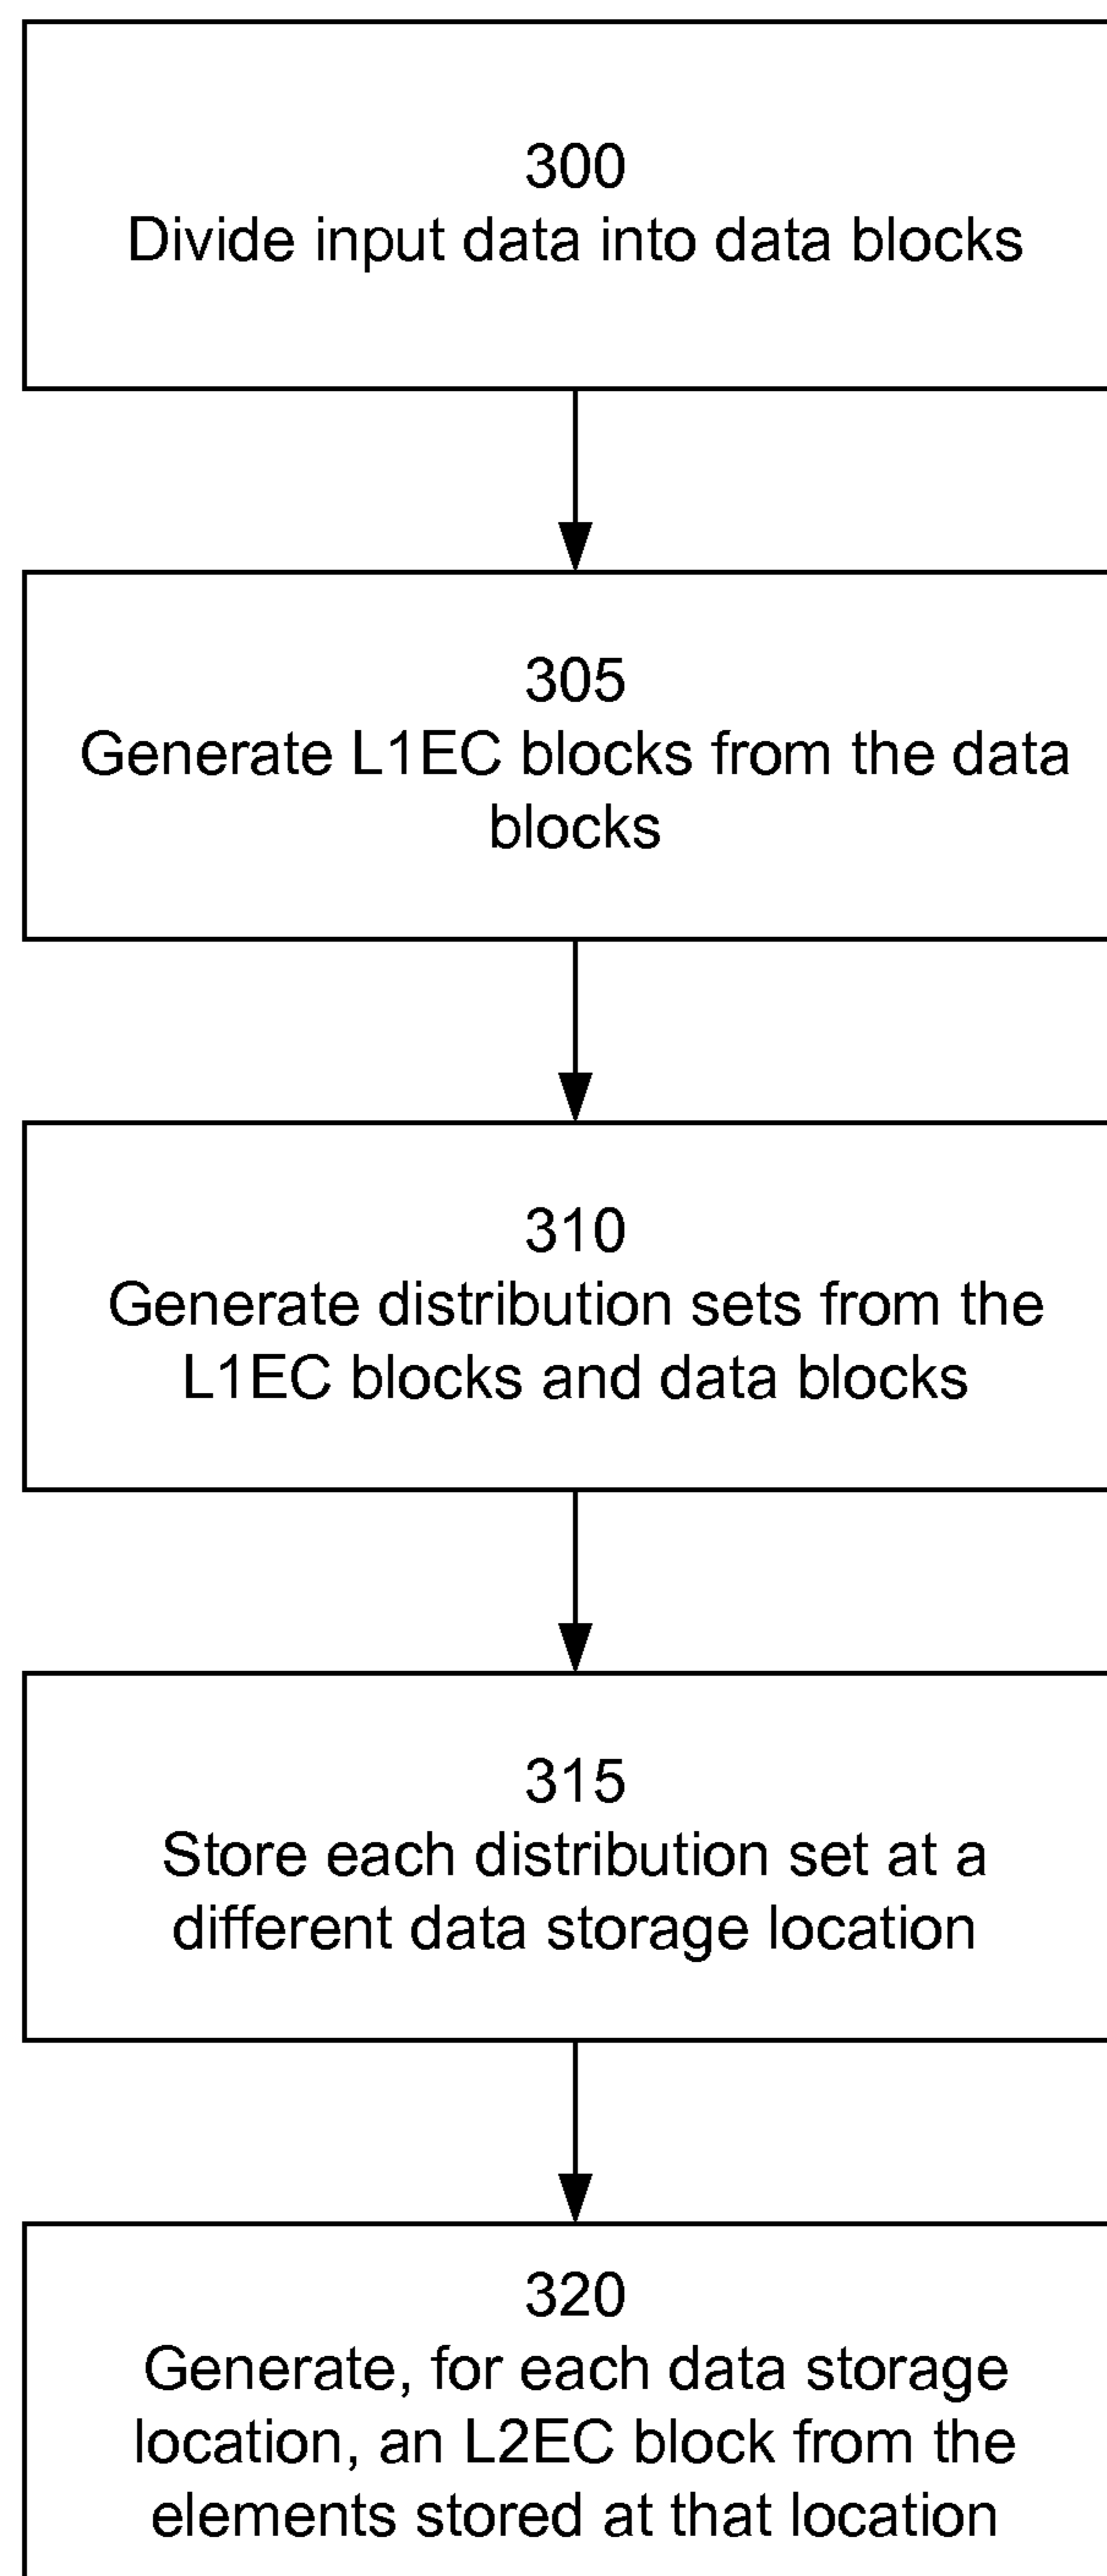 300
Divide input data into data blocks
305
Generate L1EC blocks from the data
blocks
310
Generate distribution sets from the
L1EC blocks and data blocks
315
Store each distribution set at a
different data storage location
320
Generate, for each data storage
location, an L2EC block from the
elements stored at that location